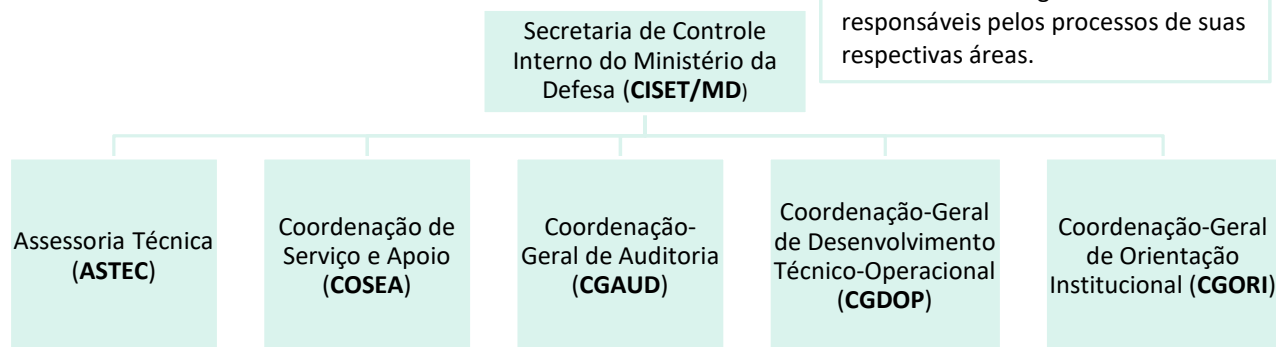 responsáveis pelos processos de suas
respectivas áreas.
Secretaria de Controle
Interno do Ministério da
Defesa (CISET/MD)
Assessoria Técnica
(ASTEC)
Coordenação de
Serviço e Apoio
(COSEA)
Coordenação-
Geral de Auditoria
(CGAUD)
Coordenação-Geral
de Desenvolvimento
Técnico-Operacional
(CGDOP)
Coordenação-Geral
de Orientação
Institucional (CGORI)